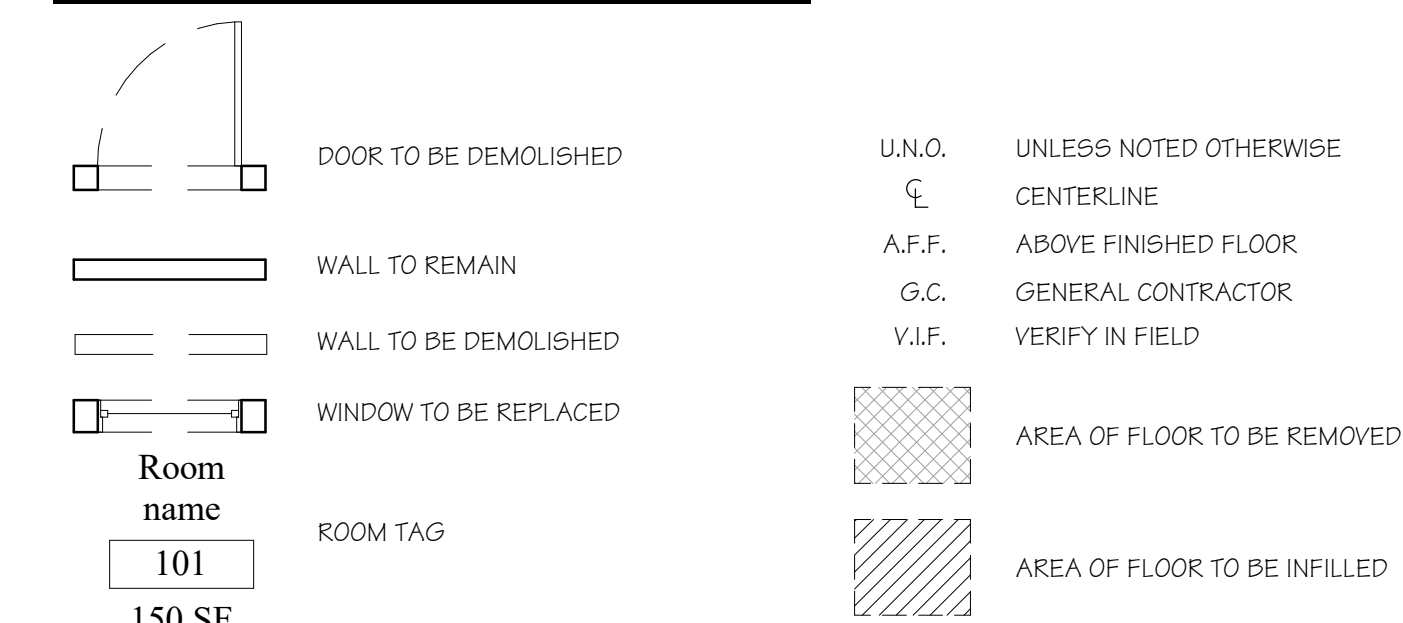 DOOR TO BE DEMOLISHED
WALL TO REMAIN
WALL TO BE DEMOLISHED
WINDOW TO BE REPLACED
Room
name
101
150 SF
ROOM TAG
U.N.O. UNLESS NOTED OTHERWISE
℄ CENTERLINE
A.F.F. ABOVE FINISHED FLOOR
G.C. GENERAL CONTRACTOR
V.I.F. VERIFY IN FIELD
AREA OF FLOOR TO BE REMOVED
AREA OF FLOOR TO BE INFILLED